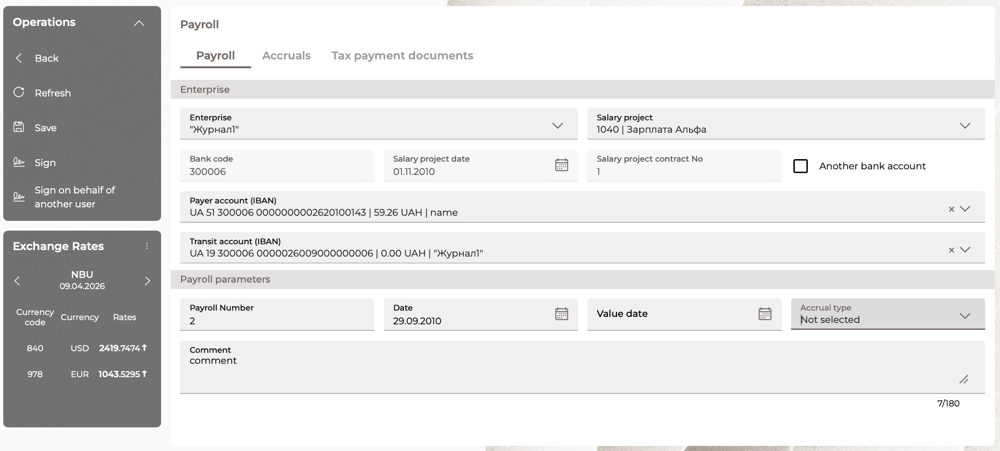 Operations
Back
Refresh
Save
Sign
Sign on behalf of
another user
Exchange Rates
NBU
09.04.2026
Currency code Currency Rates
840 USD 2419.7474
978 EUR 1043.5295
Payroll
Payroll Accruals Tax payment documents
Enterprise
Enterprise
"Журнал1"
Salary project
1040 | Зарплата Альфа
Bank code
300006
Salary project date
01.11.2010
Salary project contract No
1
Another bank account
Payer account (IBAN)
UA 51 300006 0000000002620100143 | 59.26 UAH | name
Transit account (IBAN)
UA 19 300006 0000026009000000006 | 0.00 UAH | "Журнал1"
Payroll parameters
Payroll Number
2
Date
29.09.2010
Value date
Accrual type
Not selected
Comment
comment
7/180